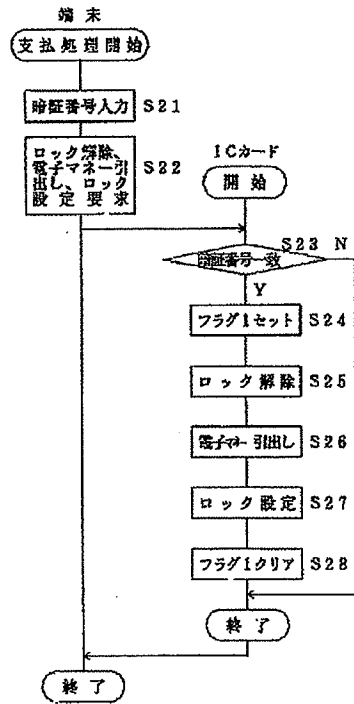 端末
支払処理開始
暗証番号入力 S21
ロック解除、
電子マネー引
出し、ロック
設定要求
S22
ICカード
開始
S23 N
暗証番号一致
Y
フラグ1セット S24
ロック解除 S25
電子マネー引出し S26
ロック設定 S27
フラグ1クリア S28
終了
終了